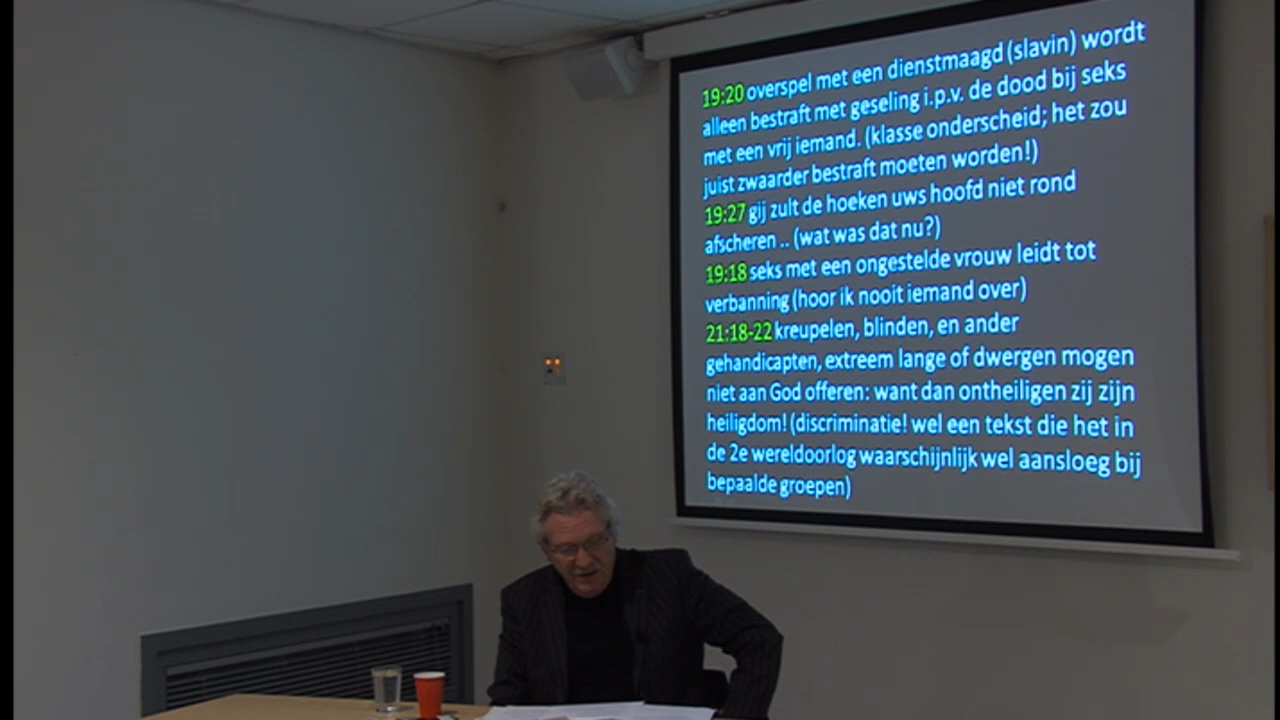 19:20 overspel met een dienstmaagd (slavin) wordt
alleen bestraft met geseling i.p.v. de dood bij seks
met een vrij iemand. (klasse onderscheid; het zou
juist zwaarder bestraft moeten worden!)
19:27 gij zult de hoeken uws hoofd niet rond
afscheren .. (wat was dat nu?)
19:18 seks met een ongestelde vrouw leidt tot
verbanning (hoor ik nooit iemand over)
21:18-22 kreupelen, blinden, en ander
gehandicapten, extreem lange of dwergen mogen
niet aan God offeren: want dan ontheiligen zij zijn
heiligdom! (discriminatie! wel een tekst die het in
de 2e wereldoorlog waarschijnlijk wel aansloeg bij
bepaalde groepen)